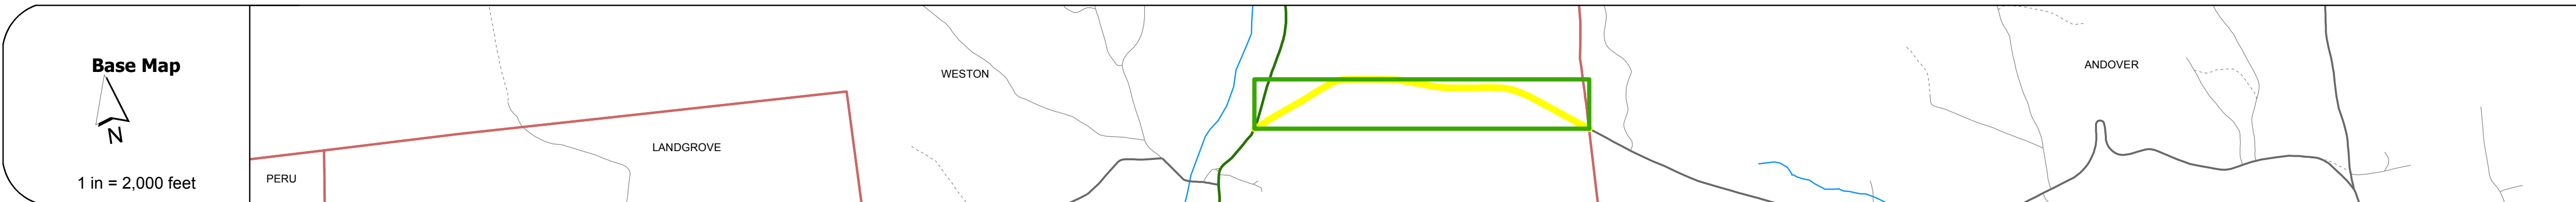 Base Map
N
1 in = 2,000 feet
PERU
LANDGROVE
WESTON
ANDOVER